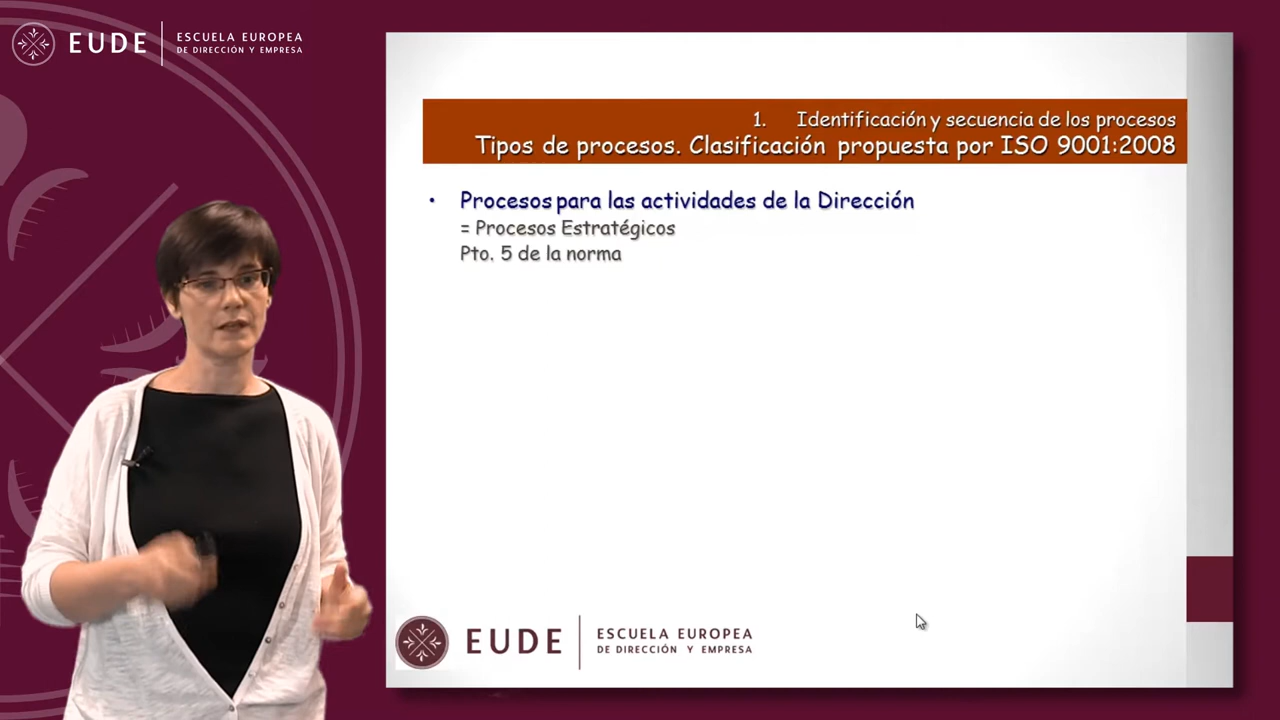 EUDE
ESCUELA EUROPEA
DE DIRECCIÓN Y EMPRESA
1. Identificación y secuencia de los procesos
Tipos de procesos. Clasificación propuesta por ISO 9001:2008
• Procesos para las actividades de la Dirección
= Procesos Estratégicos
Pto. 5 de la norma
EUDE
ESCUELA EUROPEA
DE DIRECCIÓN Y EMPRESA